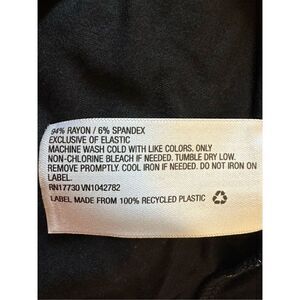 94% RAYON / 6% SPANDEX
EXCLUSIVE OF ELASTIC
MACHINE WASH COLD WITH LIKE COLORS. ONLY
NON-CHLORINE BLEACH IF NEEDED. TUMBLE DRY LOW.
REMOVE PROMPTLY. COOL IRON IF NEEDED. DO NOT IRON ON
LABEL.
RN17730 VN1042782
LABEL MADE FROM 100% RECYCLED PLASTIC